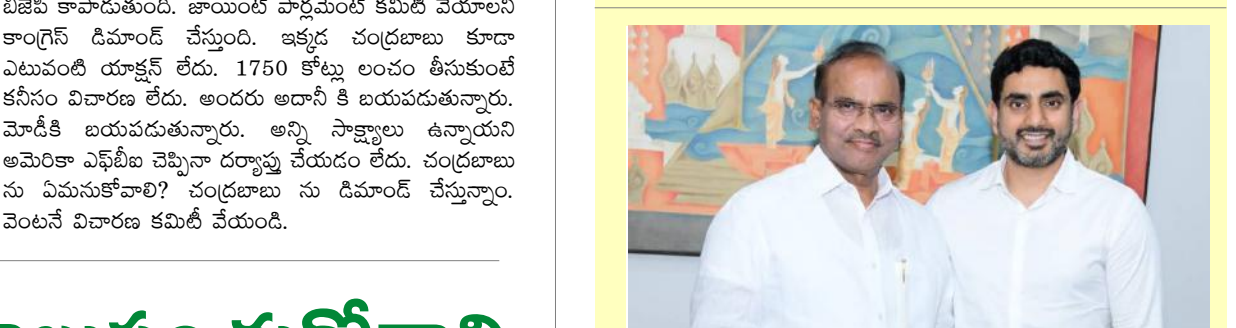 బీజేపీ కాపాడుతుంది. జాయింట్ పార్లమెంట్ కమిటీ వేయాలని
కాంగ్రెస్ డిమాండ్ చేస్తుంది. ఇక్కడ చంద్రబాబు కూడా
ఎటువంటి యాక్షన్ లేదు. 1750 కోట్లు లంచం తీసుకుంటే
కనీసం విచారణ లేదు. అందరు అదానీ కి బయపడుతున్నారు.
మోడీకి బయపడుతున్నారు. అన్ని సాక్ష్యాలు ఉన్నాయని
అమెరికా ఎఫ్‌బీఐ చెప్పినా దర్యాప్తు చేయడం లేదు. చంద్రబాబు
ను ఏమనుకోవాలి? చంద్రబాబు ను డిమాండ్ చేస్తున్నాం.
వెంటనే విచారణ కమిటీ వేయండి.